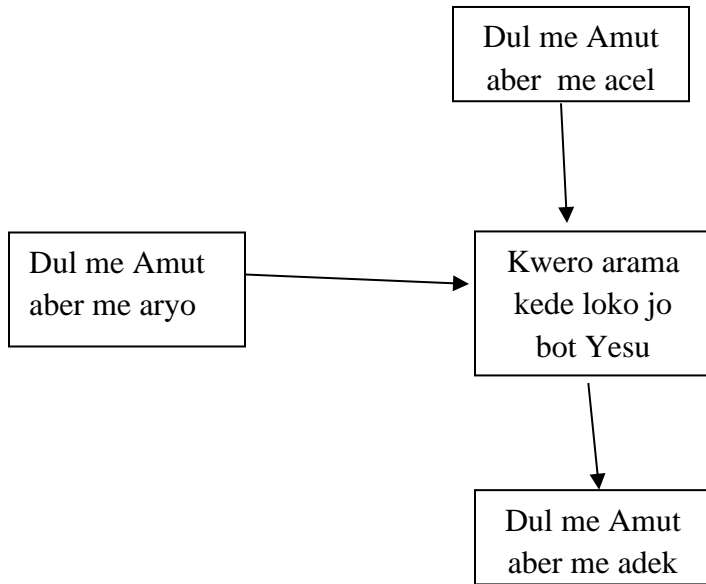 Dul me Amut
aber me acel
Dul me Amut
aber me aryo
Kwero arama
kede loko jo
bot Yesu
Dul me Amut
aber me adek